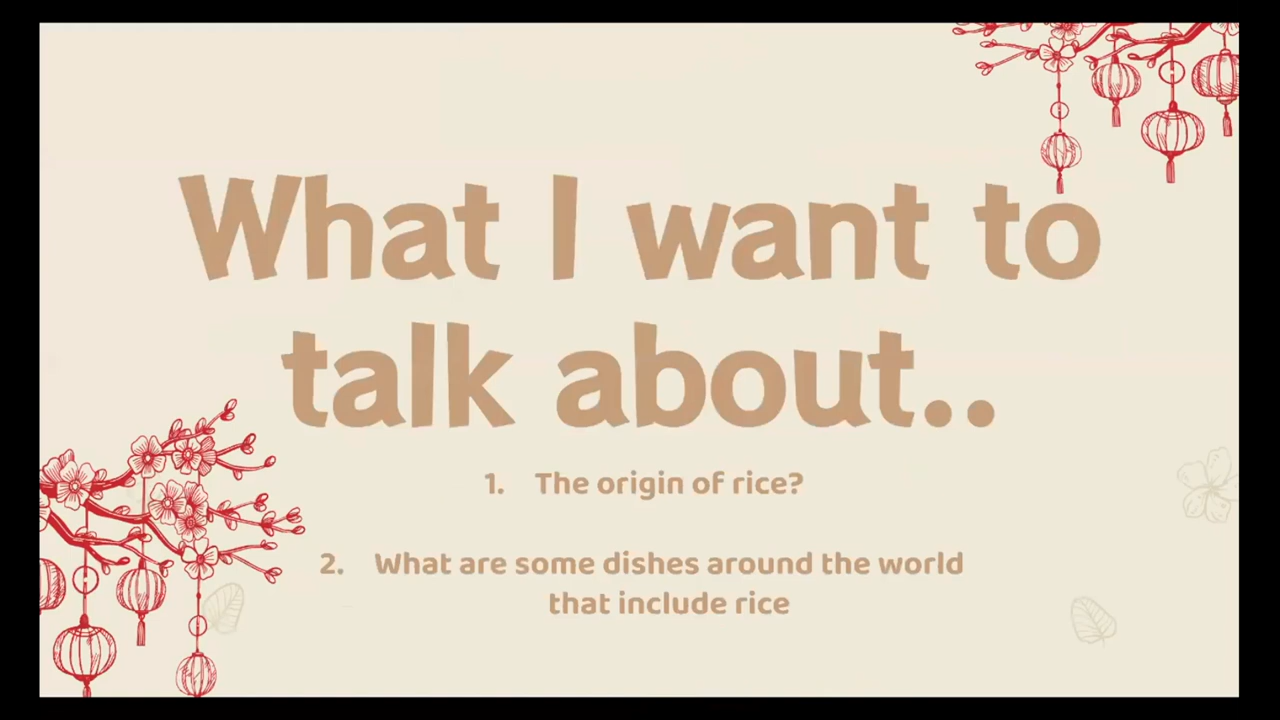 What I want to
talk about..
1. The origin of rice?
2. What are some dishes around the world
that include rice